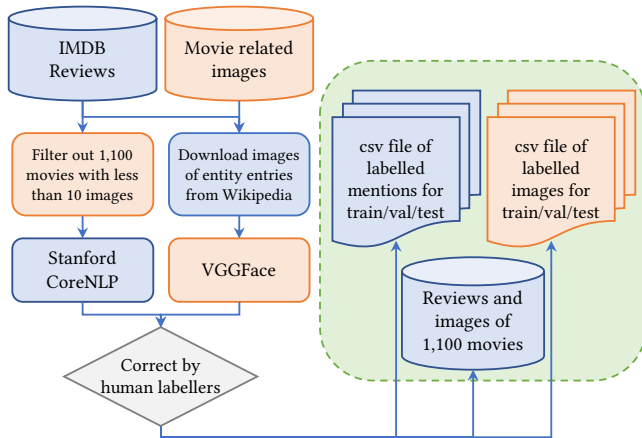 IMDB
Reviews
Movie related
images
Filter out 1,100
movies with less
than 10 images
Download images
of entity entries
from Wikipedia
Stanford
CoreNLP
VGGFace
Correct by
human labellers
csv file of
labelled
mentions for
train/val/test
csv file of
labelled
images for
train/val/test
Reviews and
images of
1,100 movies